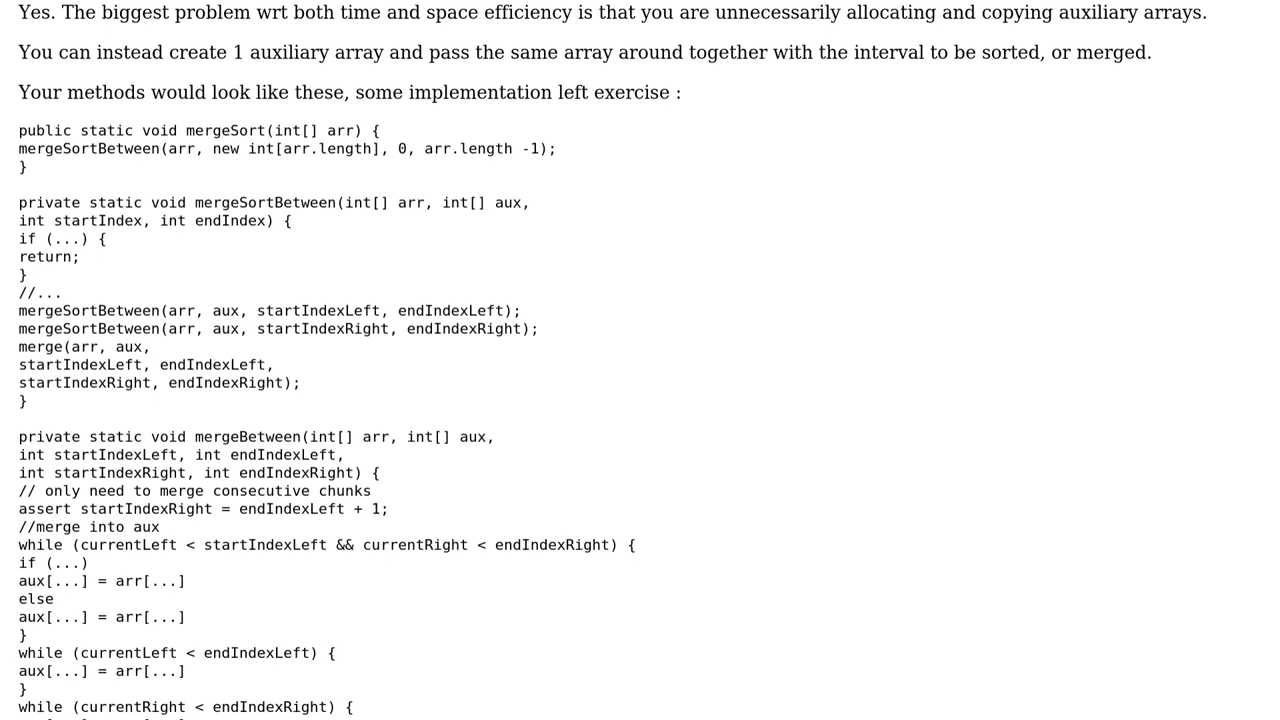 Yes. The biggest problem wrt both time and space efficiency is that you are unnecessarily allocating and copying auxiliary arrays.
You can instead create 1 auxiliary array and pass the same array around together with the interval to be sorted, or merged.
Your methods would look like these, some implementation left exercise :
public static void mergeSort(int[] arr) {
mergeSortBetween(arr, new int[arr.length], 0, arr.length -1);
}
private static void mergeSortBetween(int[] arr, int[] aux,
int startIndex, int endIndex) {
if (...) {
return;
}
//...
mergeSortBetween(arr, aux, startIndexLeft, endIndexLeft);
mergeSortBetween(arr, aux, startIndexRight, endIndexRight);
merge(arr, aux,
startIndexLeft, endIndexLeft,
startIndexRight, endIndexRight);
}
private static void mergeBetween(int[] arr, int[] aux,
int startIndexLeft, int endIndexLeft,
int startIndexRight, int endIndexRight) {
// only need to merge consecutive chunks
assert startIndexRight = endIndexLeft + 1;
//merge into aux
while (currentLeft < startIndexLeft && currentRight < endIndexRight) {
if (...)
aux[...] = arr[...]
else
aux[...] = arr[...]
}
while (currentLeft < endIndexLeft) {
aux[...] = arr[...]
}
while (currentRight < endIndexRight) {